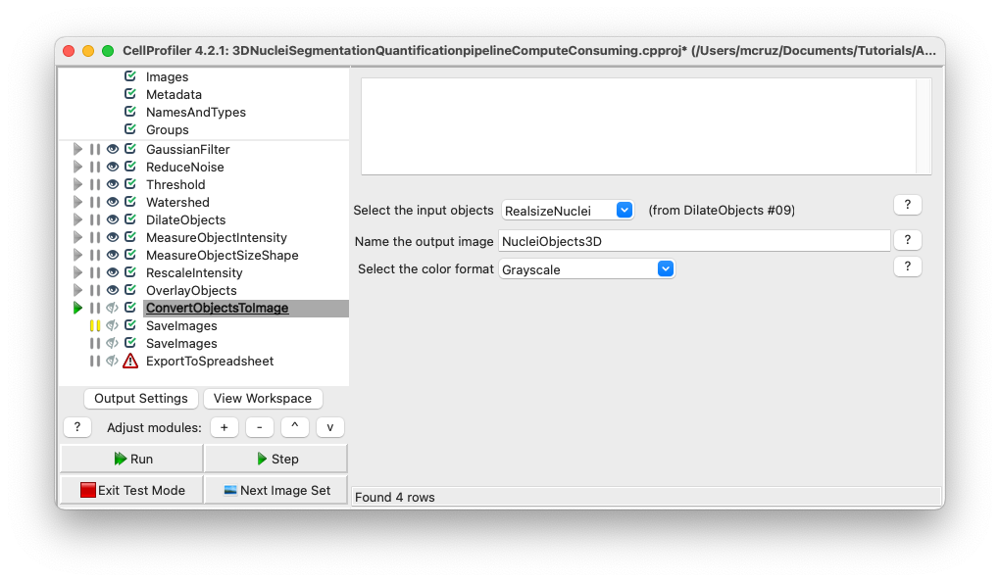 CellProfiler 4.2.1: 3DNucleiSegmentationQuantificationpipelineComputeConsuming.cpproj* (/Users/mcruz/Documents/Tutorials/A...
Images
Metadata
NamesAndTypes
Groups
GaussianFilter
ReduceNoise
Threshold
Watershed
DilateObjects
MeasureObjectIntensity
MeasureObjectSizeShape
RescaleIntensity
OverlayObjects
ConvertObjectsToImage
SaveImages
SaveImages
ExportToSpreadsheet
Output Settings View Workspace
? Adjust modules: + - ^ v
Run Step
Exit Test Mode Next Image Set
Select the input objects RealsizeNuclei (from DilateObjects #09) ?
Name the output image NucleiObjects3D ?
Select the color format Grayscale ?
Found 4 rows